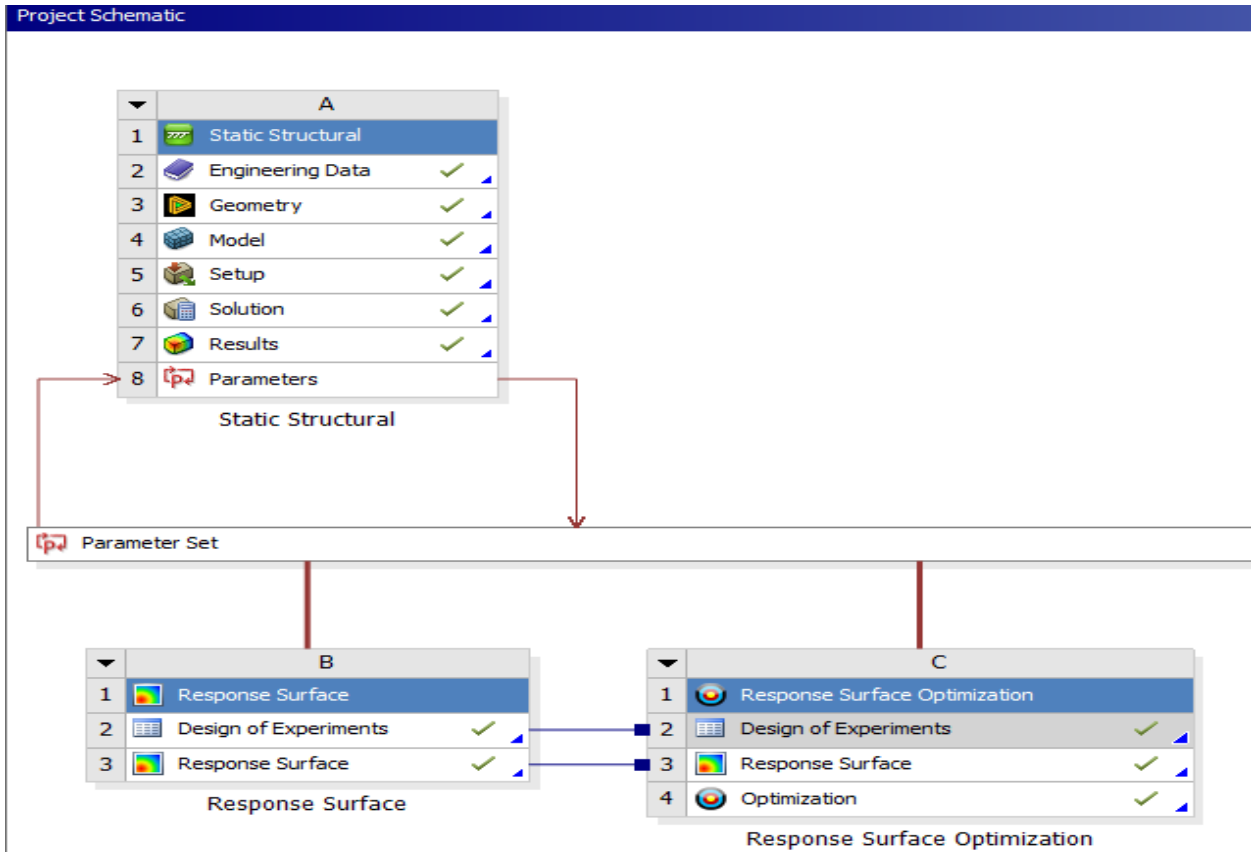 Project Schematic
A
1 Static Structural
2 Engineering Data
3 Geometry
4 Model
5 Setup
6 Solution
7 Results
8 Parameters
Static Structural
Parameter Set
B
1 Response Surface
2 Design of Experiments
3 Response Surface
Response Surface
C
1 Response Surface Optimization
2 Design of Experiments
3 Response Surface
4 Optimization
Response Surface Optimization